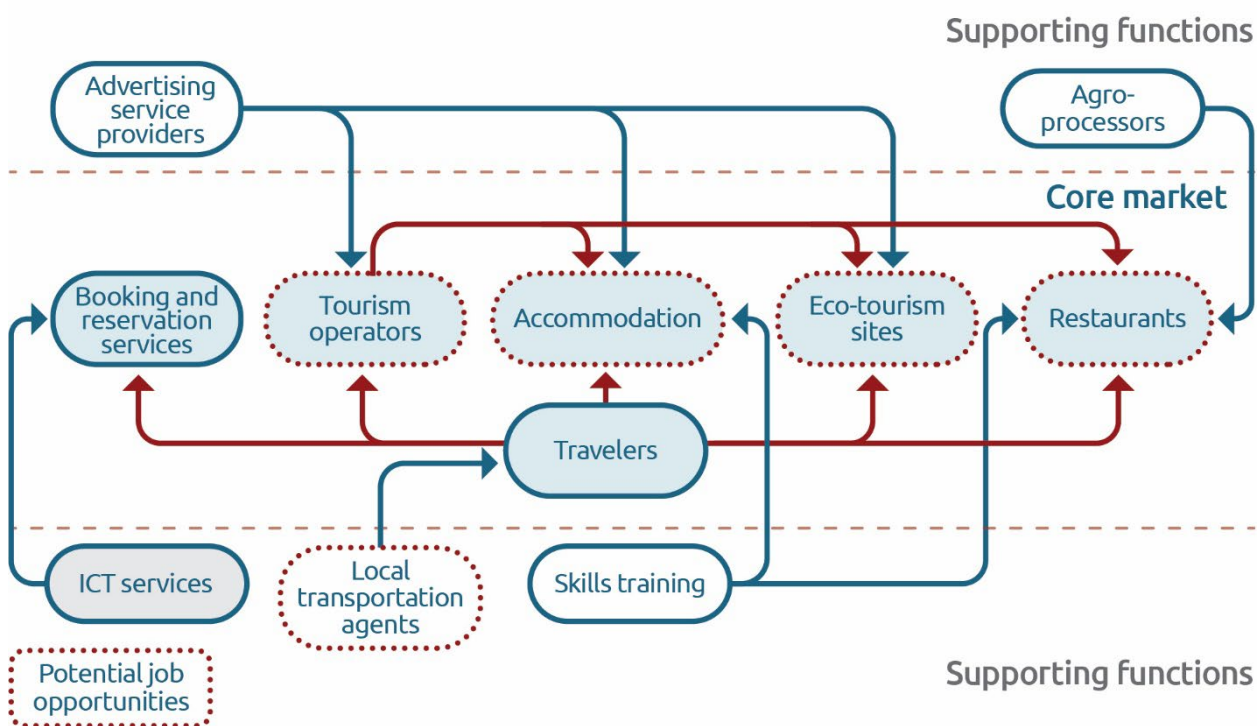 Supporting functions
Advertising
service
providers
Agro-
processors
Core market
Booking and
reservation
services
Tourism
operators
Accommodation
Eco-tourism
sites
Restaurants
Travelers
ICT services
Local
transportation
agents
Skills training
Potential job
opportunities
Supporting functions